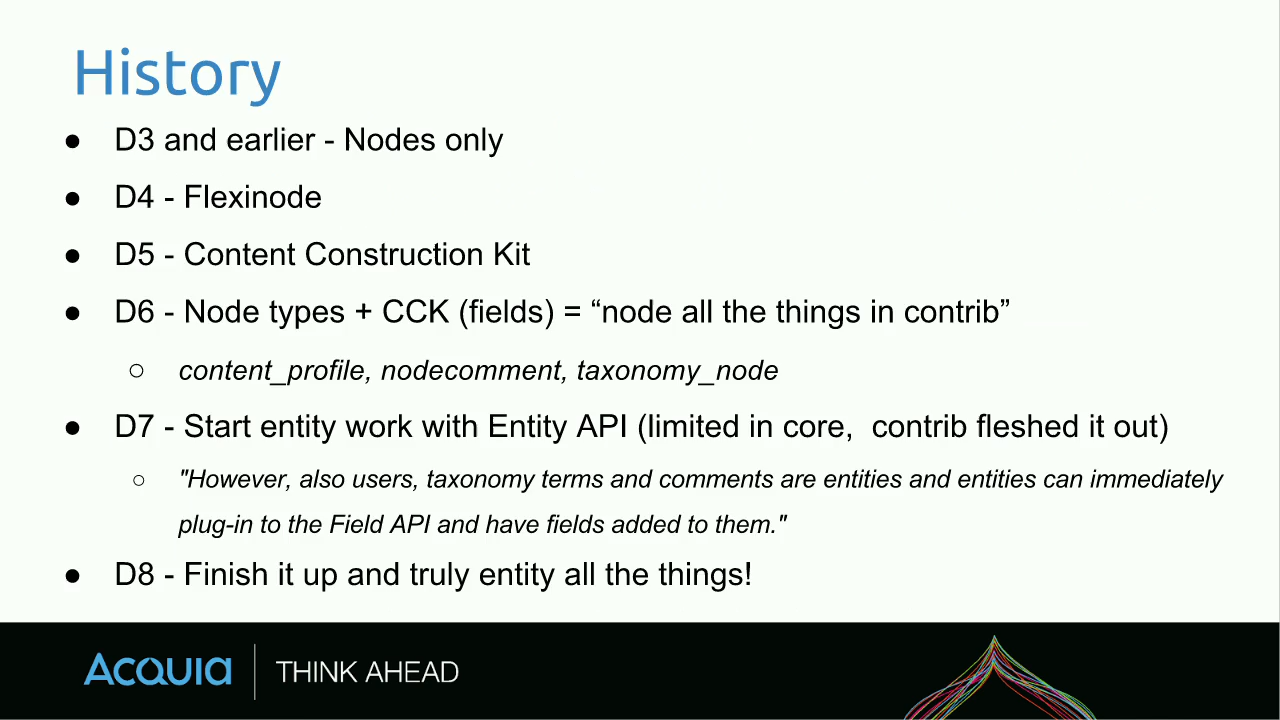 History
● D3 and earlier - Nodes only
● D4 - Flexinode
● D5 - Content Construction Kit
● D6 - Node types + CCK (fields) = “node all the things in contrib”
○ content_profile, nodecomment, taxonomy_node
● D7 - Start entity work with Entity API (limited in core,  contrib fleshed it out)
○ "However, also users, taxonomy terms and comments are entities and entities can immediately
plug-in to the Field API and have fields added to them."
● D8 - Finish it up and truly entity all the things!
Acquia THINK AHEAD